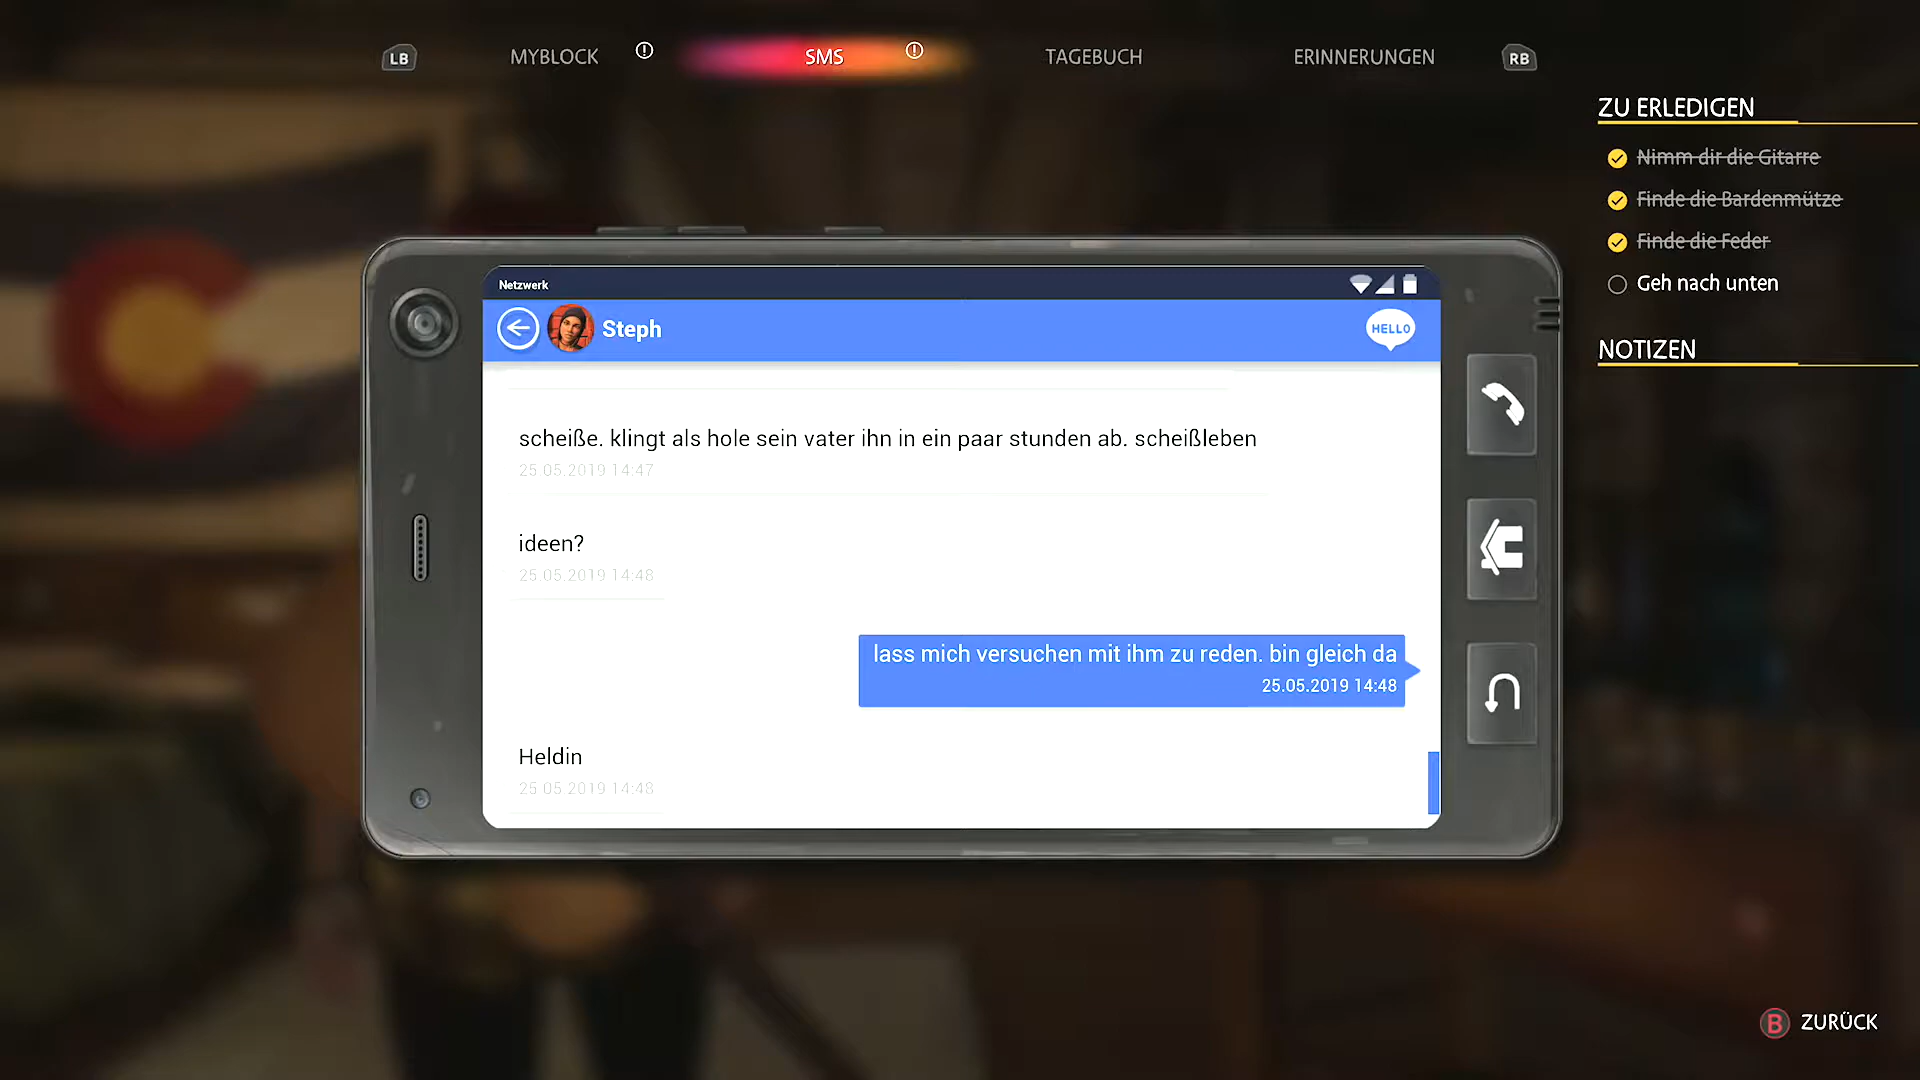 LB
MYBLOCK
SMS
TAGEBUCH
ERINNERUNGEN
RB
ZU ERLEDIGEN
Nimm dir die Gitarre
Finde die Bardenmütze
Finde die Feder
Geh nach unten
NOTIZEN
Netzwerk
Steph
HELLO
scheiße. klingt als hole sein vater ihn in ein paar stunden ab. scheißleben
25.05.2019 14:47
ideen?
25.05.2019 14:48
lass mich versuchen mit ihm zu reden. bin gleich da
25.05.2019 14:48
Heldin
25.05.2019 14:48
B ZURÜCK